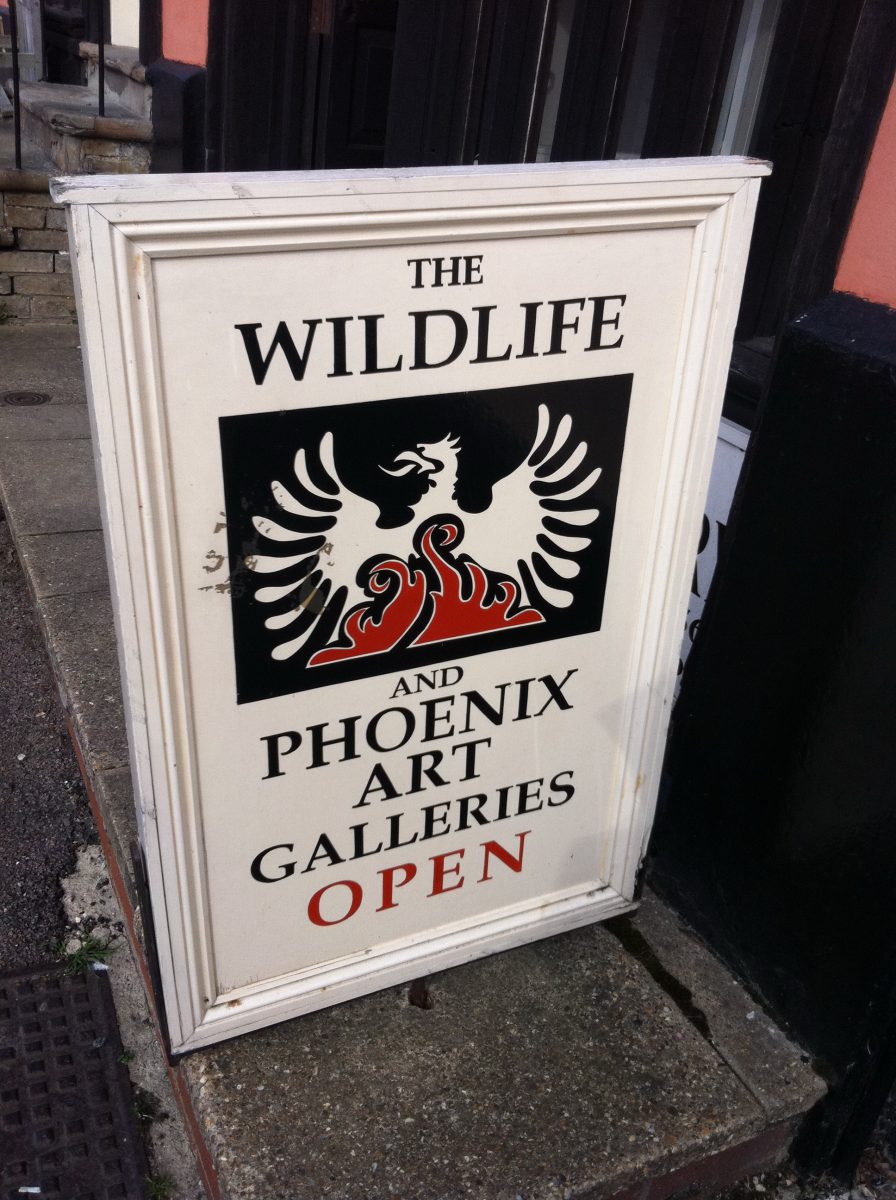 THE
WILDLIFE
AND
PHOENIX
ART
GALLERIES
OPEN